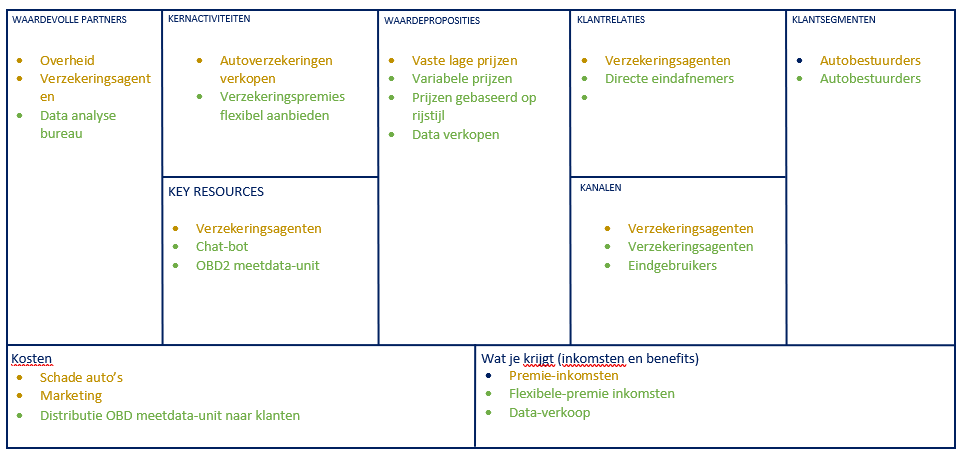 WAARDEVOLLE PARTNERS
• Overheid
• Verzekeringsagent
en
• Data analyse
bureau
KERNACTIVITEITEN
• Autoverzekeringen
verkopen
• Verzekeringspremies
flexibel aanbieden
KEY RESOURCES
• Verzekeringsagenten
• Chat-bot
• OBD2 meetdata-unit
WAARDEPROPOSITIES
• Vaste lage prijzen
• Variabele prijzen
• Prijzen gebaseerd op
rijstijl
• Data verkopen
KLANTRELATIES
• Verzekeringsagenten
• Directe eindafnemers
•
KANALEN
• Verzekeringsagenten
• Verzekeringsagenten
• Eindgebruikers
KLANTSEGMENTEN
• Autobestuurders
• Autobestuurders
Kosten
• Schade auto's
• Marketing
• Distributie OBD meetdata-unit naar klanten
Wat je krijgt (inkomsten en benefits)
• Premie-inkomsten
• Flexibele-premie inkomsten
• Data-verkoop